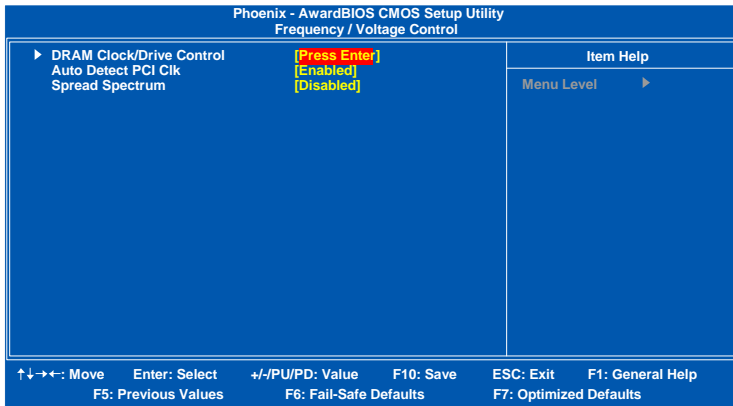 Phoenix - AwardBIOS CMOS Setup Utility
Frequency / Voltage Control
DRAM Clock/Drive Control [Press Enter]
Auto Detect PCI Clk [Enabled]
Spread Spectrum [Disabled]
Item Help
Menu Level
↑↓→←: Move Enter: Select +/-/PU/PD: Value F10: Save ESC: Exit F1: General Help
F5: Previous Values F6: Fail-Safe Defaults F7: Optimized Defaults